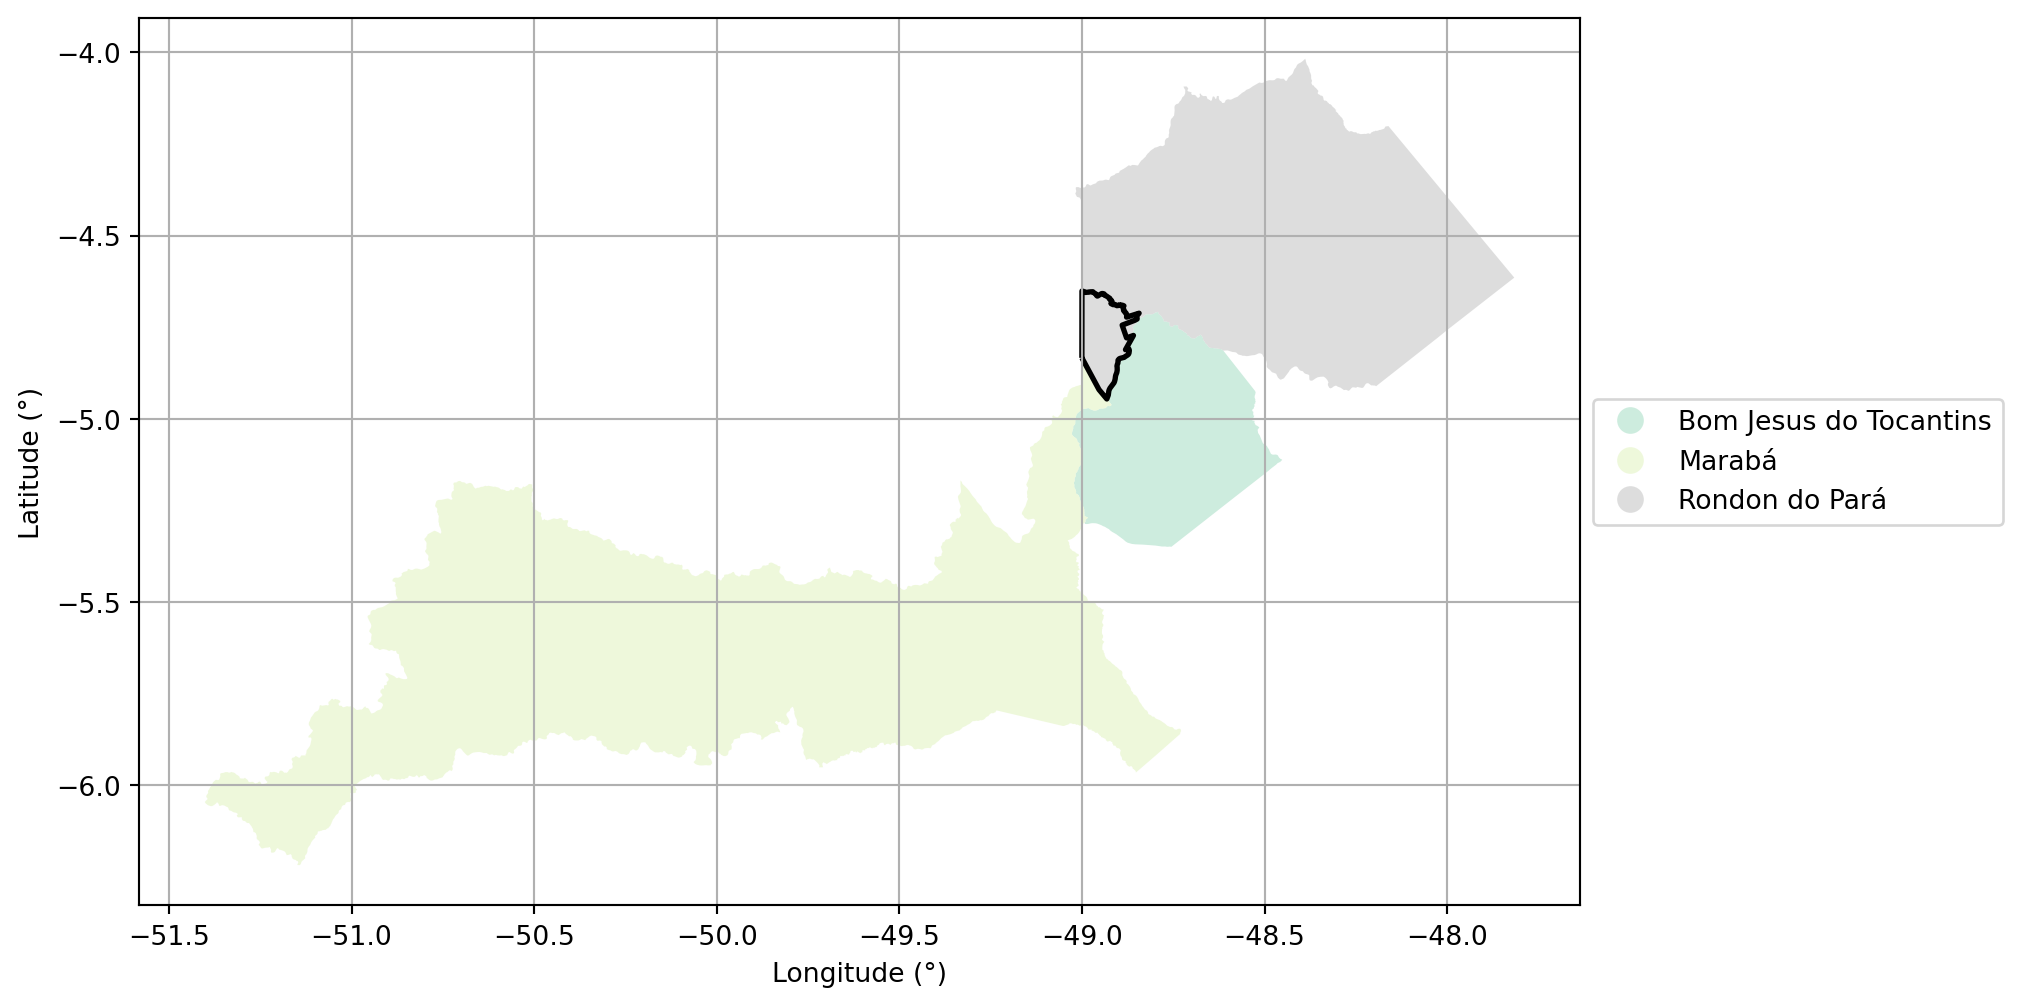 −4.0
−4.5
−5.0
−5.5
−6.0
Latitude (°)
−51.5 −51.0 −50.5 −50.0 −49.5 −49.0 −48.5 −48.0
Longitude (°)
Bom Jesus do Tocantins
Marabá
Rondon do Pará